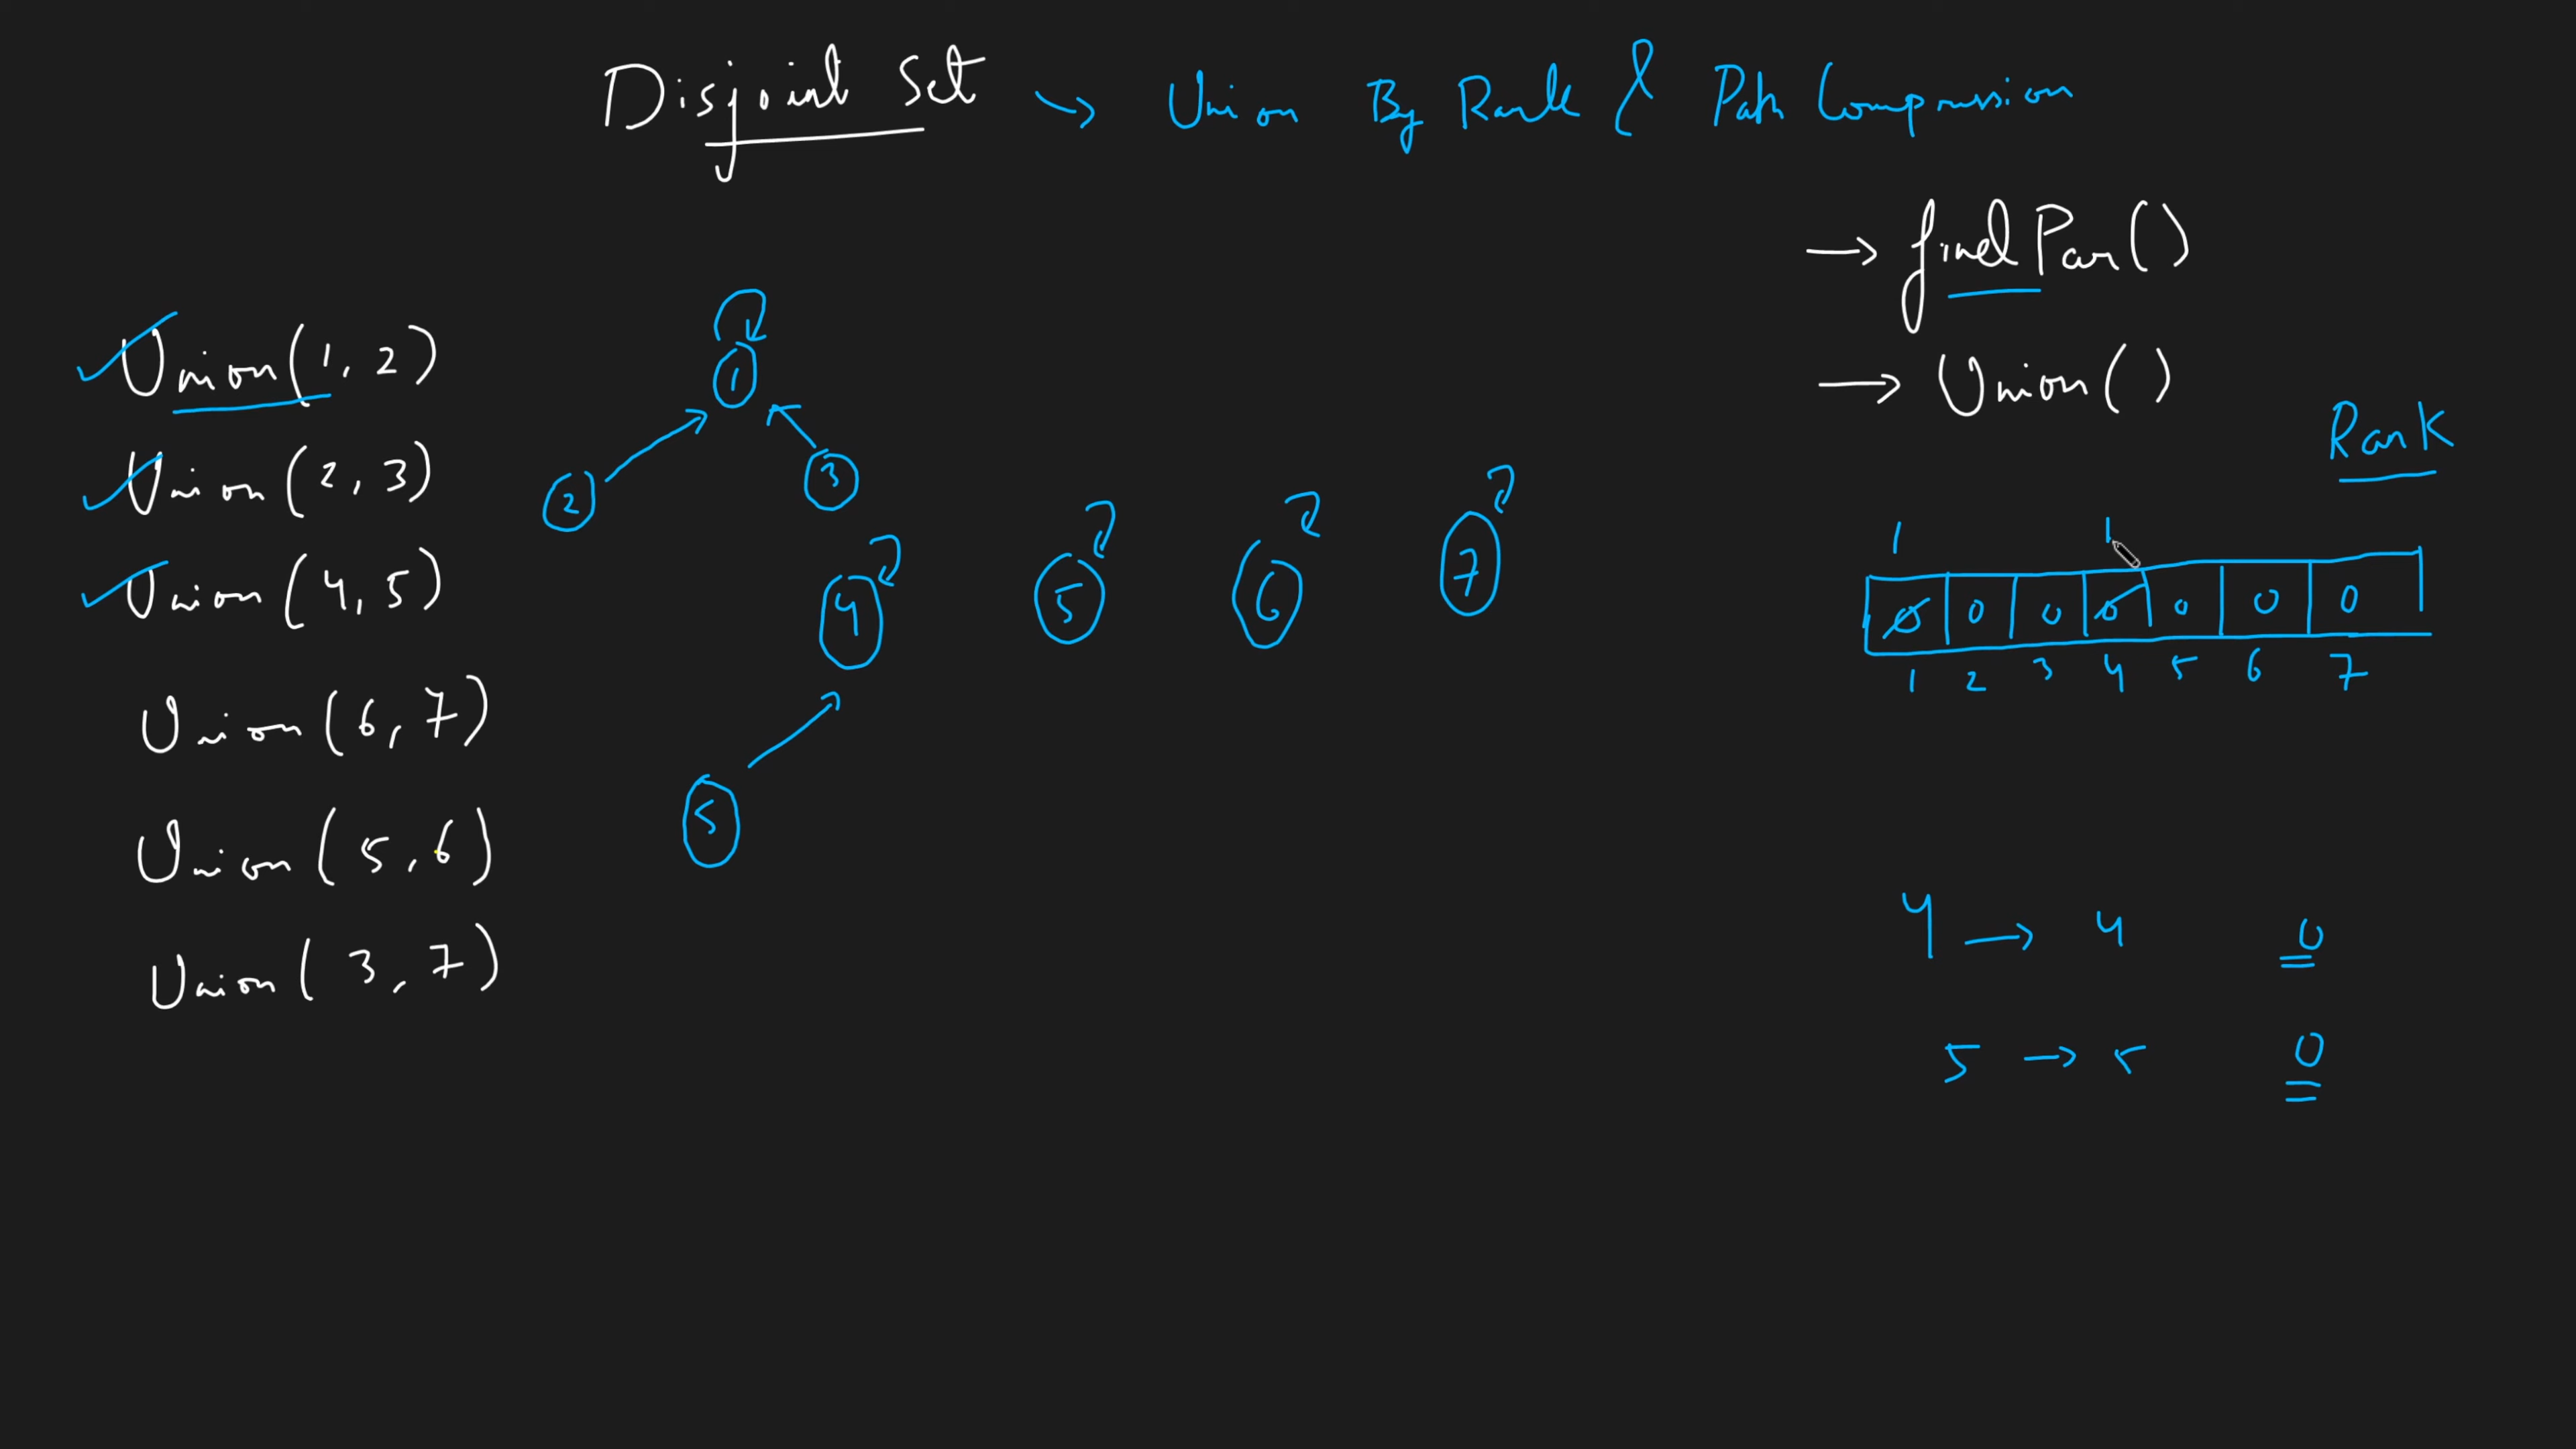 Disjoint Set → Union By Rank & Path Compression
→ findPar()
→ Union()
Rank
Union(1, 2)
Union(2, 3)
Union(4, 5)
Union(6, 7)
Union(5, 6)
Union(3, 7)
1
2
3
4
5
6
7
5
1 1
0 0 0 0 0 0 0
1 2 3 4 5 6 7
4 → 4 0
5 → 5 0